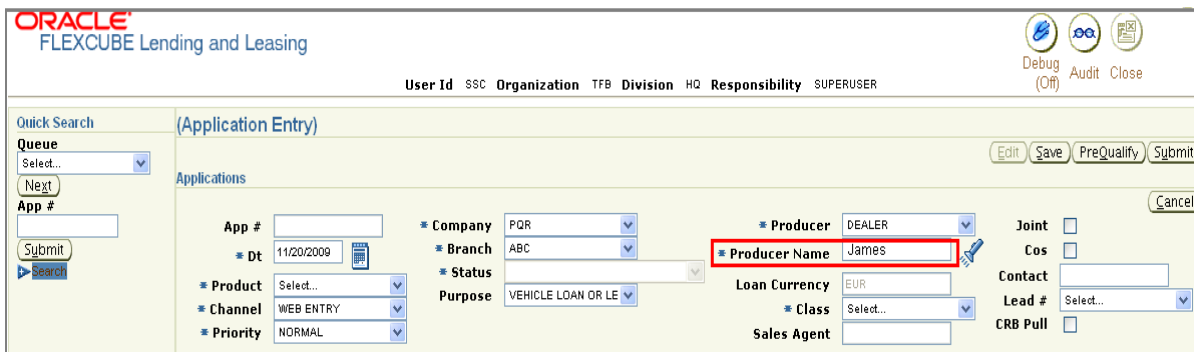 ORACLE
FLEXCUBE Lending and Leasing
Debug
(Off)
Audit
Close
User Id SSC Organization TFB Division HQ Responsibility SUPERUSER
Quick Search
Queue
Select...
Next
App #
Submit
Search
(Application Entry)
Edit Save PreQualify Submit
Applications
Cancel
App #
* Dt 11/20/2009
* Product Select...
* Channel WEB ENTRY
* Priority NORMAL
* Company PQR
* Branch ABC
* Status
Purpose VEHICLE LOAN OR LE
* Producer DEALER
* Producer Name James
Loan Currency EUR
* Class Select...
Sales Agent
Joint
Cos
Contact
Lead # Select...
CRB Pull